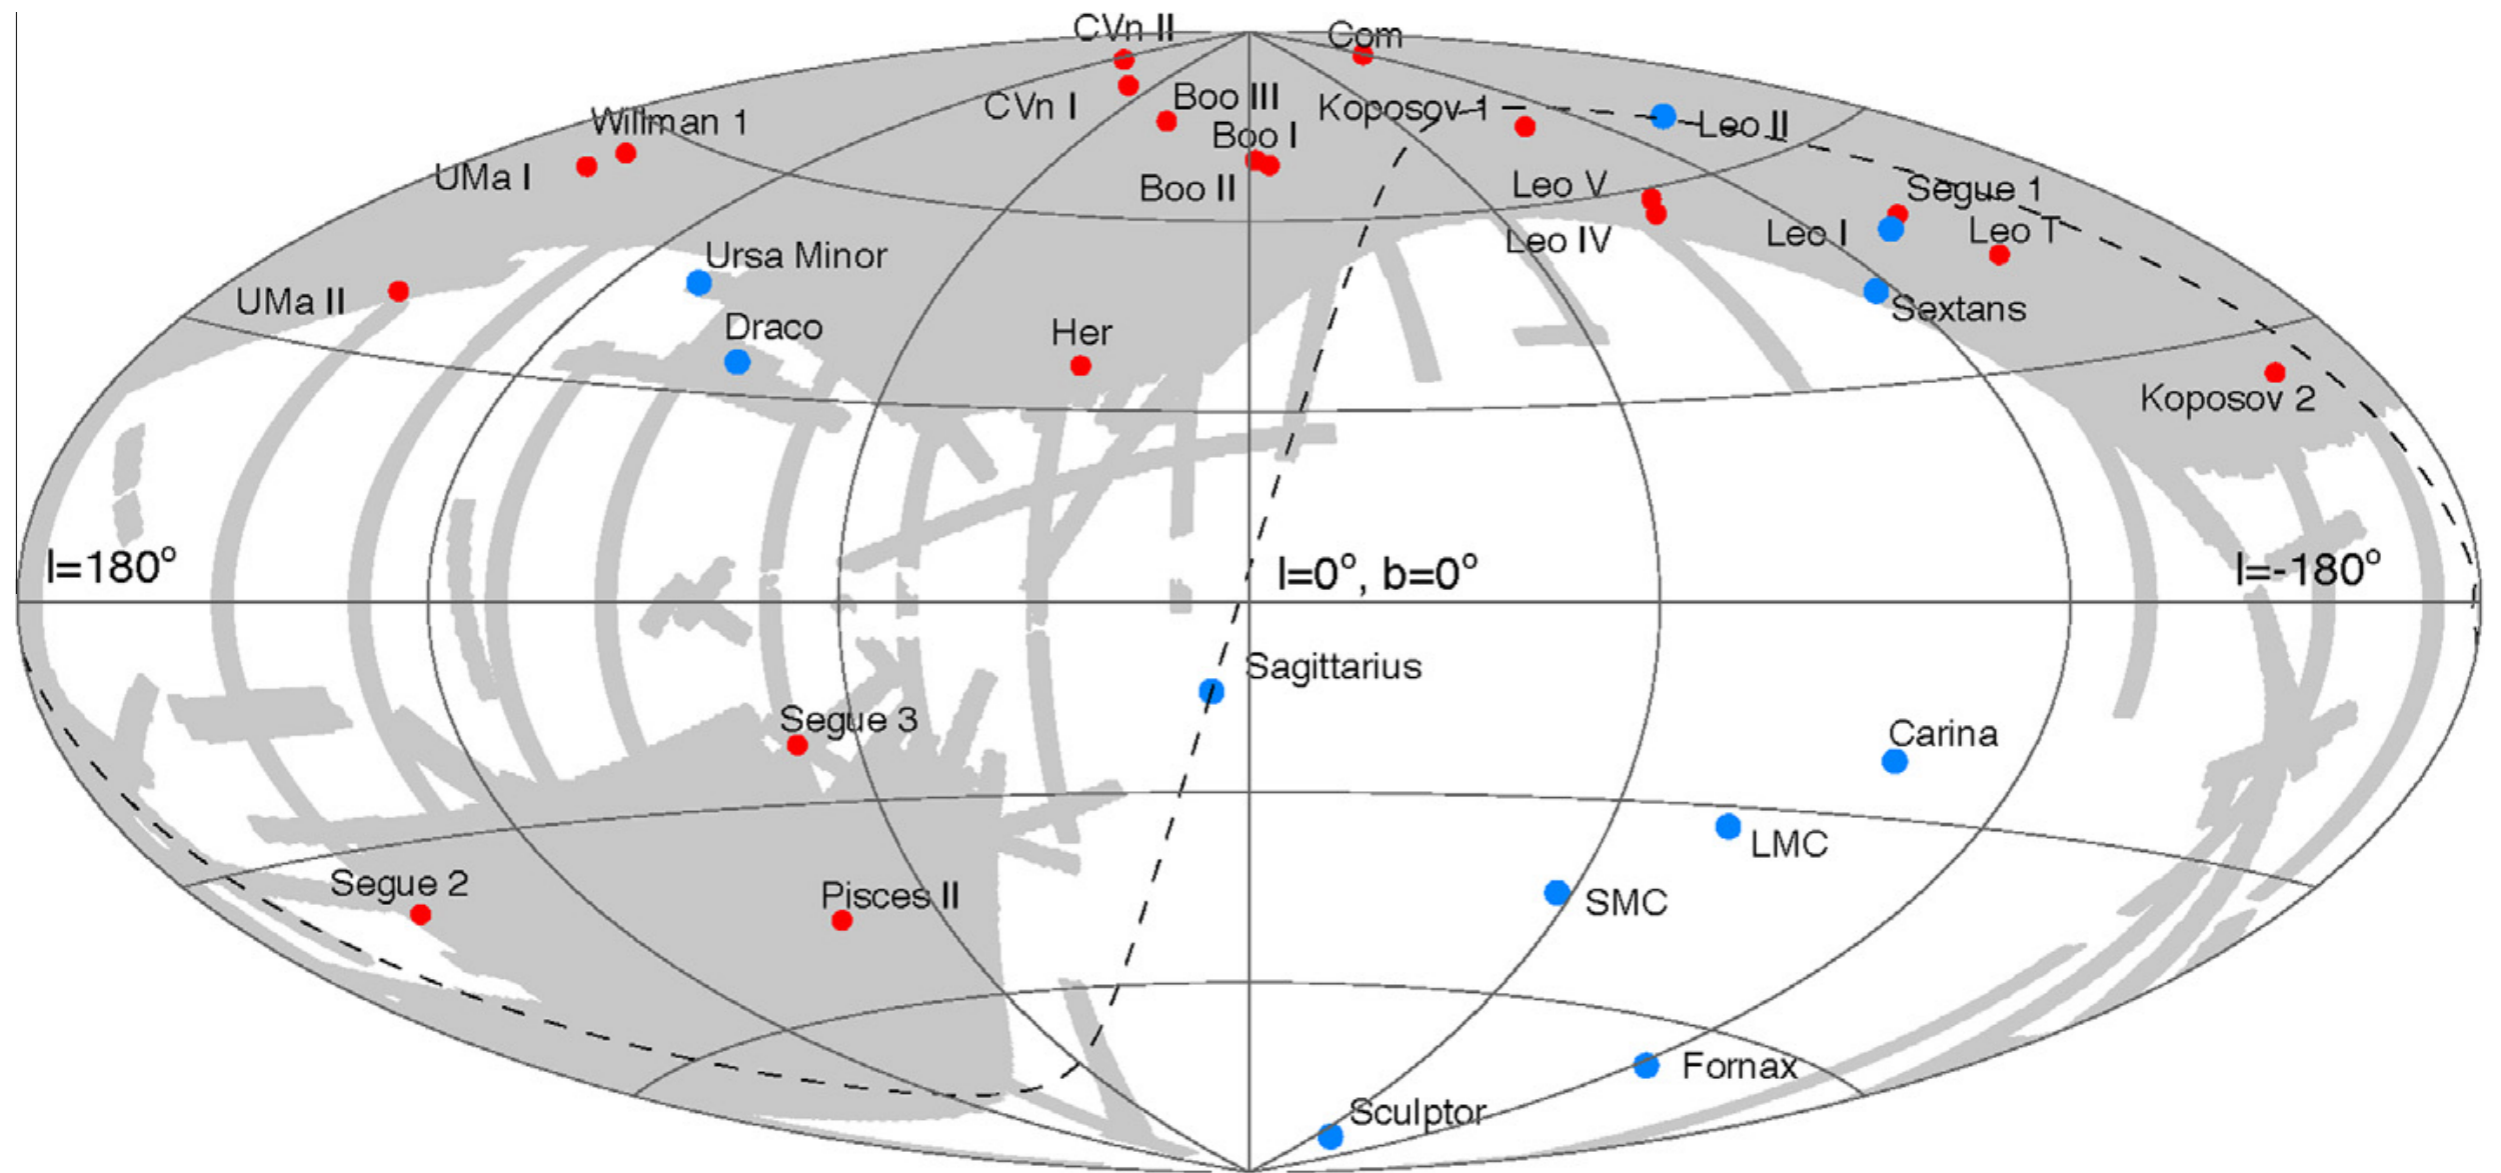 CVn II
Com
CVn I
Boo III
Koposov 1
Willman 1
Boo I
Leo II
UMa I
Boo II
Leo V
Segue 1
Leo I
Leo T
Leo IV
Ursa Minor
UMa II
Sextans
Draco
Her
Koposov 2
l=180°
l=0°, b=0°
l=-180°
Sagittarius
Segue 3
Carina
LMC
Segue 2
Pisces II
SMC
Fornax
Sculptor